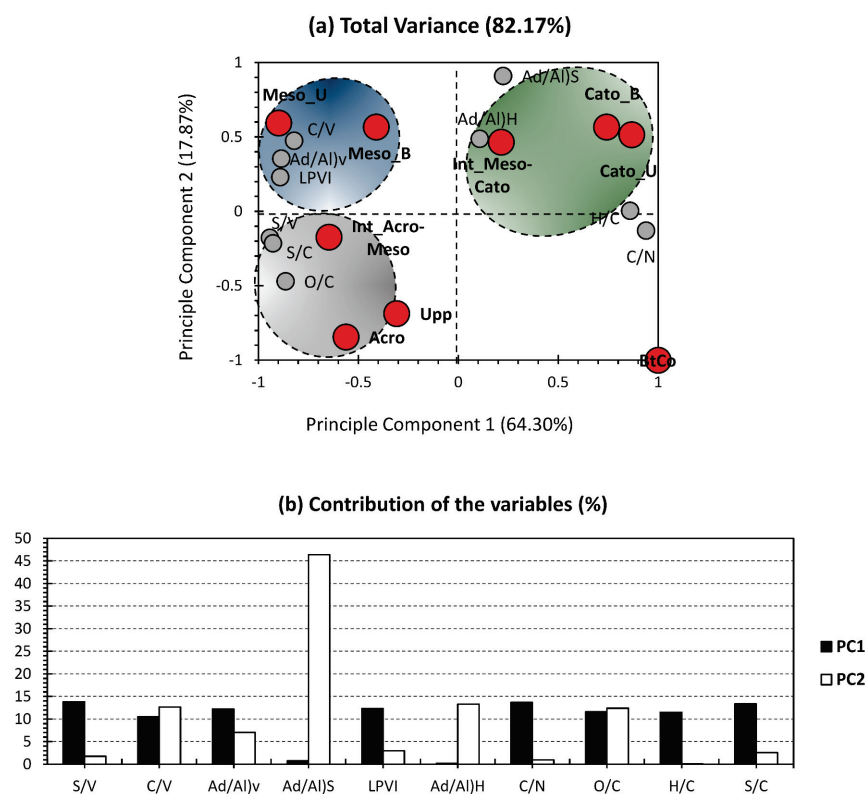 (a) Total Variance (82.17%)
Principle Component 2 (17.87%)
1
0.5
0
-0.5
-1
Ad/Al)S
Meso_U
Cato_B
C/V
Ad/Al)H
Meso_B
Ad/Al)v
Int_Meso-
Cato
Cato_U
LPVI
H/C
S/V
Int_Acro-
Meso
S/C
C/N
O/C
Upp
Acro
BtCo
-1
-0.5
0
0.5
1
Principle Component 1 (64.30%)
(b) Contribution of the variables (%)
50
45
40
35
30
25
20
15
10
5
0
PC1
PC2
S/V
C/V
Ad/Al)v
Ad/Al)S
LPVI
Ad/Al)H
C/N
O/C
H/C
S/C